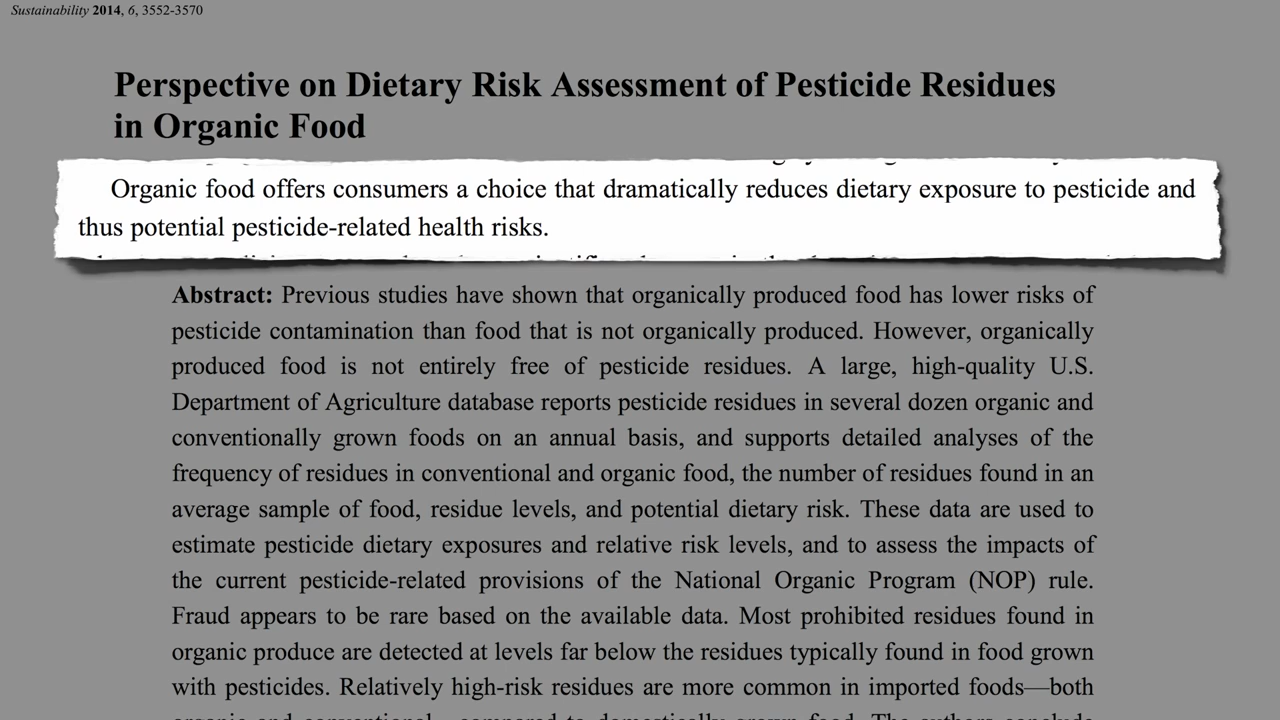 Sustainability 2014, 6, 3552-3570
Perspective on Dietary Risk Assessment of Pesticide Residues
in Organic Food
Organic food offers consumers a choice that dramatically reduces dietary exposure to pesticide and
thus potential pesticide-related health risks.
Abstract: Previous studies have shown that organically produced food has lower risks of
pesticide contamination than food that is not organically produced. However, organically
produced food is not entirely free of pesticide residues. A large, high-quality U.S.
Department of Agriculture database reports pesticide residues in several dozen organic and
conventionally grown foods on an annual basis, and supports detailed analyses of the
frequency of residues in conventional and organic food, the number of residues found in an
average sample of food, residue levels, and potential dietary risk. These data are used to
estimate pesticide dietary exposures and relative risk levels, and to assess the impacts of
the current pesticide-related provisions of the National Organic Program (NOP) rule.
Fraud appears to be rare based on the available data. Most prohibited residues found in
organic produce are detected at levels far below the residues typically found in food grown
with pesticides. Relatively high-risk residues are more common in imported foods—both